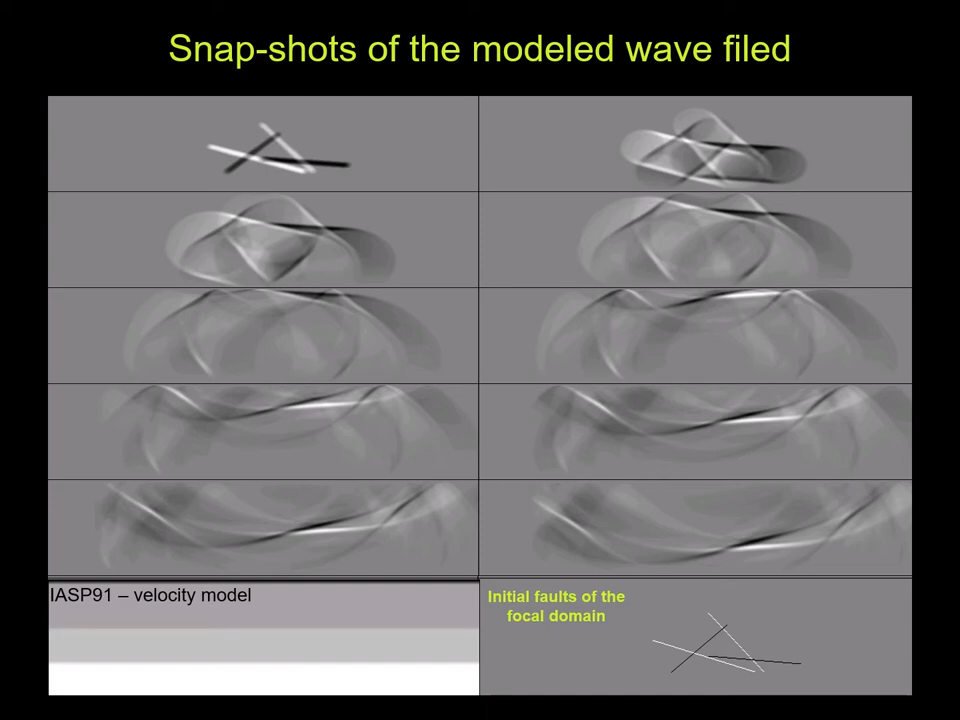 Snap-shots of the modeled wave filed
IASP91 – velocity model
Initial faults of the
focal domain